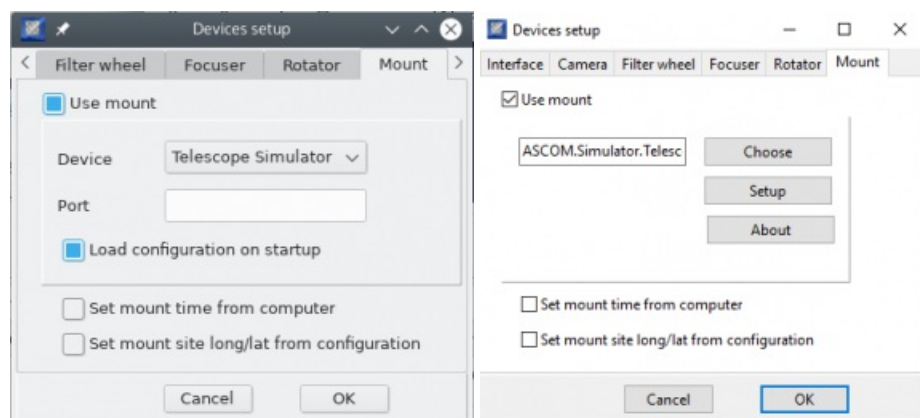 Devices setup
Filter wheel Focuser Rotator Mount
Use mount
Device Telescope Simulator
Port
Load configuration on startup
Set mount time from computer
Set mount site long/lat from configuration
Cancel OK
Devices setup
Interface Camera Filter wheel Focuser Rotator Mount
Use mount
ASCOM.Simulator.Telesc Choose
Setup
About
Set mount time from computer
Set mount site long/lat from configuration
Cancel OK